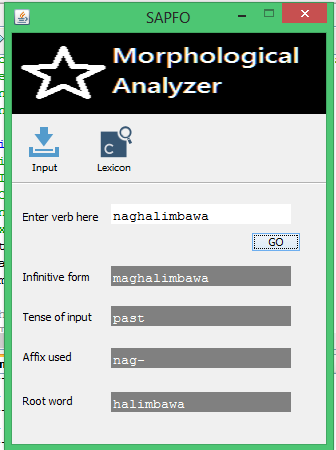 SAPFO
Morphological
Analyzer
Input
Lexicon
Enter verb here naghalimbawa
GO
Infinitive form maghalimbawa
Tense of input past
Affix used nag-
Root word halimbawa